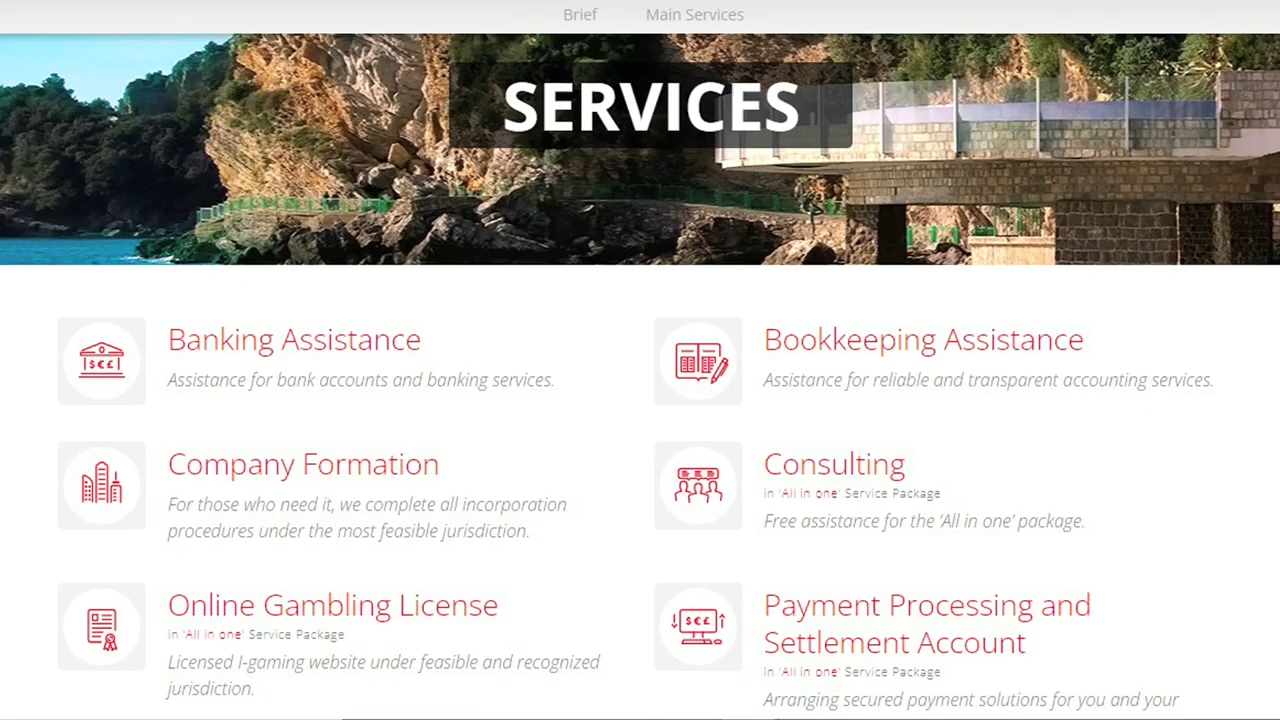 Brief Main Services
SERVICES
Banking Assistance
Assistance for bank accounts and banking services.
Bookkeeping Assistance
Assistance for reliable and transparent accounting services.
Company Formation
For those who need it, we complete all incorporation
procedures under the most feasible jurisdiction.
Consulting
in 'All in one' Service Package
Free assistance for the ‘All in one’ package.
Online Gambling License
in 'All in one' Service Package
Licensed I-gaming website under feasible and recognized
jurisdiction.
Payment Processing and
Settlement Account
in 'All in one' Service Package
Arranging secured payment solutions for you and your